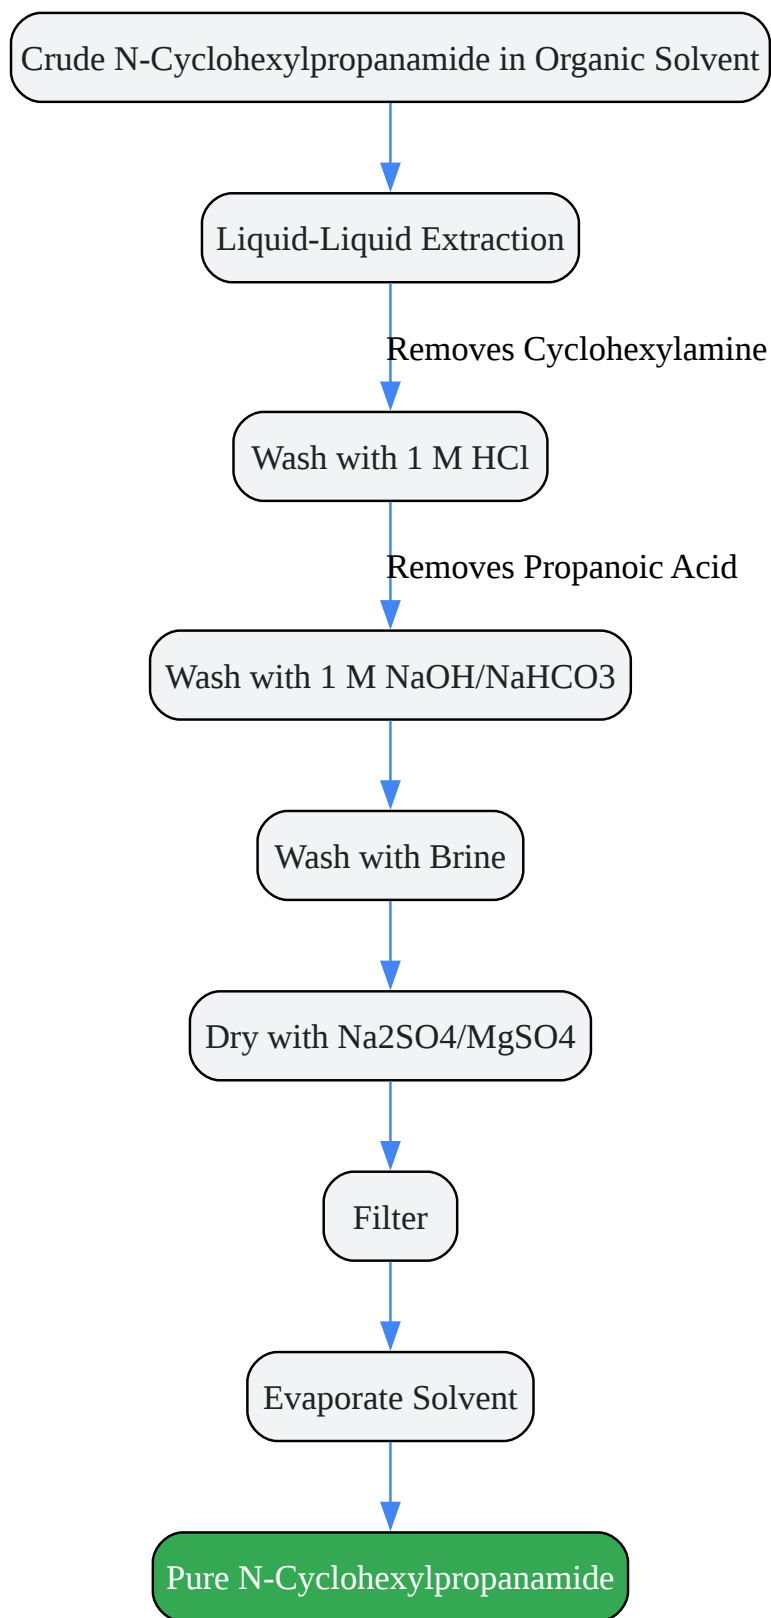 Crude N-Cyclohexylpropanamide in Organic Solvent
Liquid-Liquid Extraction
Removes Cyclohexylamine
Wash with 1 M HCl
Removes Propanoic Acid
Wash with 1 M NaOH/NaHCO3
Wash with Brine
Dry with Na2SO4/MgSO4
Filter
Evaporate Solvent
Pure N-Cyclohexylpropanamide